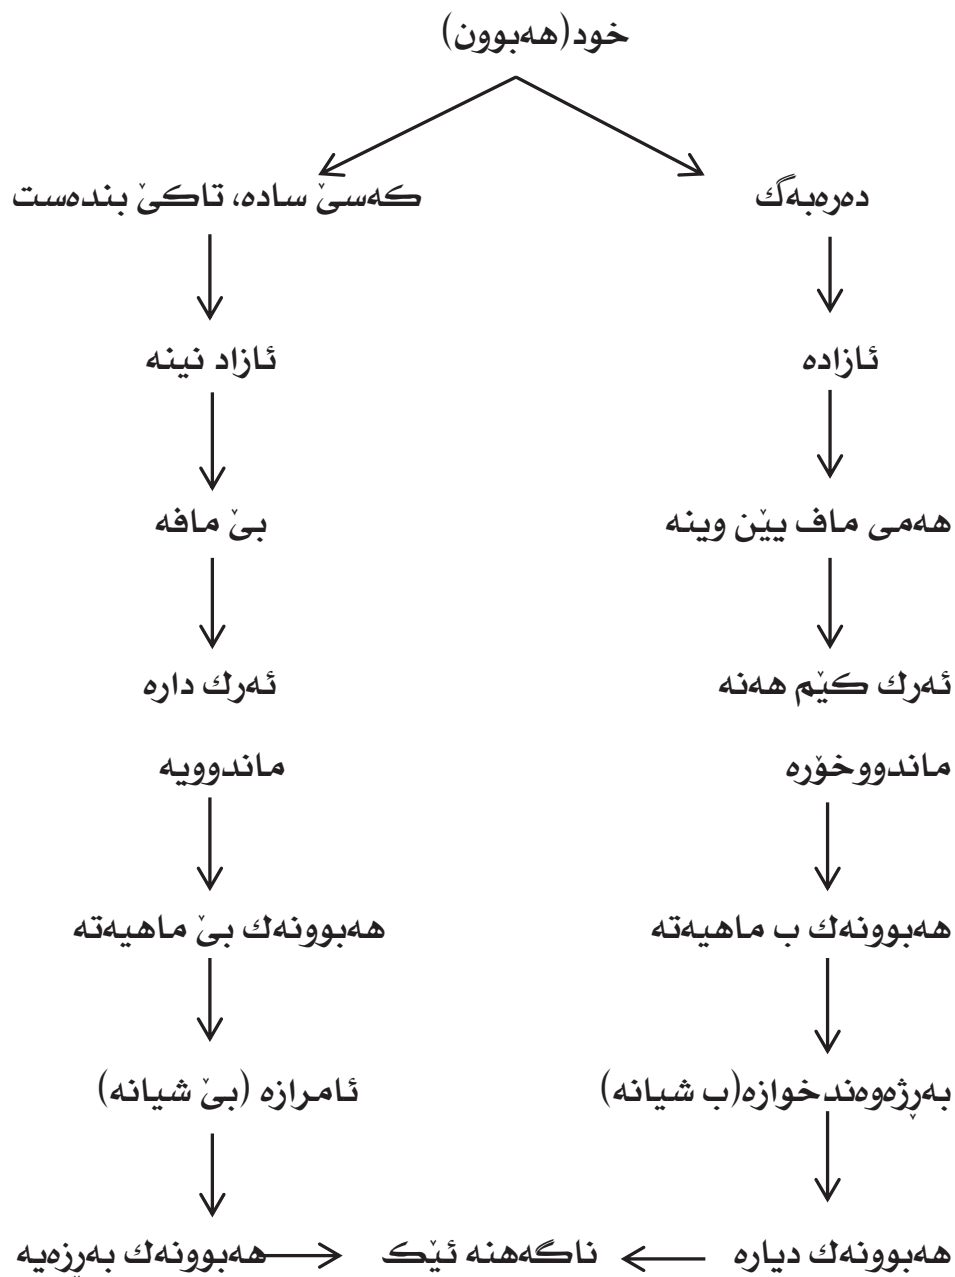 خود(هەبوون)
دەرەبەگ
کەسێ سادە، تاکێ بندەست
ئازادە
ئازاد نینە
هەمی ماف یێن وینە
بێ مافە
ئەرك کێم هەنە
ئەرك دارە
ماندووخۆرە
ماندوویە
هەبوونەك ب ماهیەتە
هەبوونەك بێ ماهیەتە
بەرژەوەندخوازە(ب شیانە)
ئامرازە (بێ شیانە)
هەبوونەك دیارە
ناگەهنە ئێک
هەبوونەك بەرزەیە